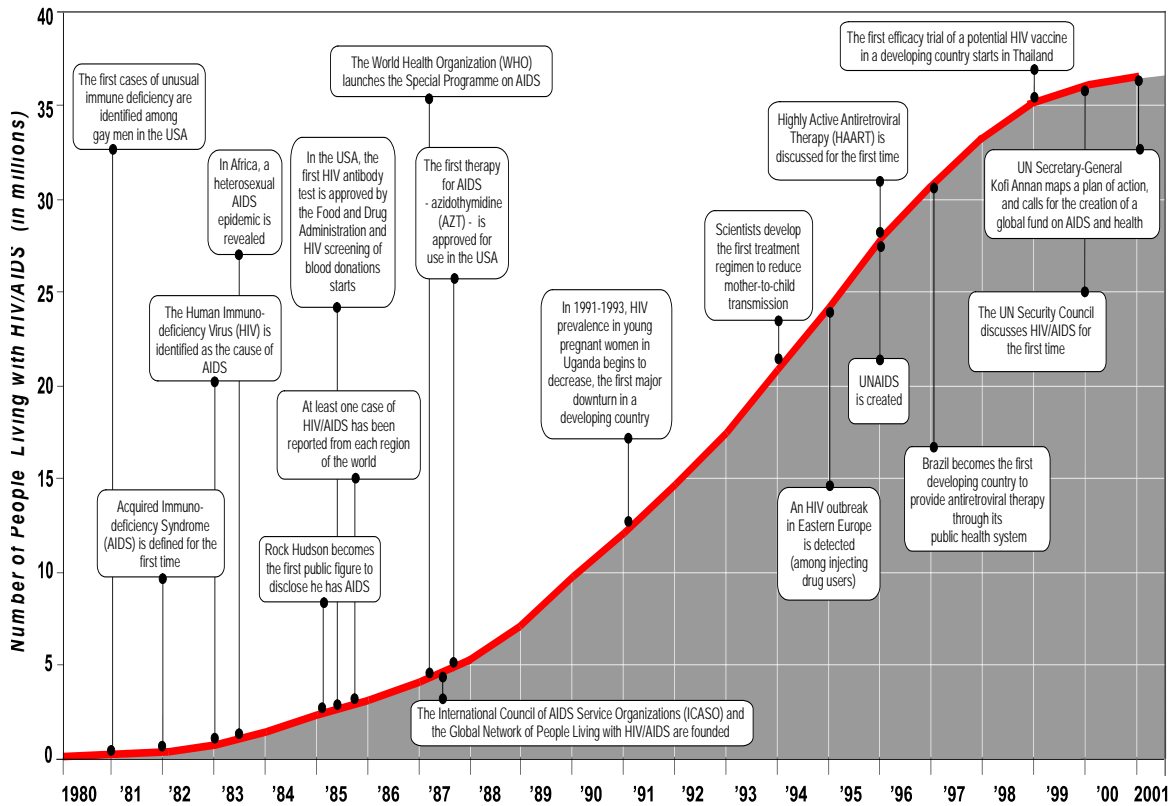 Number of People Living with HIV/AIDS (in millions)
40
35
30
25
20
15
10
5
0
The first cases of unusual
immune deficiency are
identified among
gay men in the USA
Acquired Immuno-
deficiency Syndrome
(AIDS) is defined for the
first time
The Human Immuno-
deficiency Virus (HIV) is
identified as the cause of
AIDS
In Africa, a
heterosexual
AIDS
epidemic is
revealed
Rock Hudson becomes
the first public figure to
disclose he has AIDS
In the USA, the
first HIV antibody
test is approved by
the Food and Drug
Administration and
HIV screening of
blood donations
starts
At least one case of
HIV/AIDS has been
reported from each region
of the world
The World Health Organization (WHO)
launches the Special Programme on AIDS
The first therapy
for AIDS
- azidothymidine
(AZT) - is
approved for
use in the USA
The International Council of AIDS Service Organizations (ICASO) and
the Global Network of People Living with HIV/AIDS are founded
In 1991-1993, HIV
prevalence in young
pregnant women in
Uganda begins to
decrease, the first major
downturn in a
developing country
Scientists develop
the first treatment
regimen to reduce
mother-to-child
transmission
An HIV outbreak
in Eastern Europe
is detected
(among injecting
drug users)
Highly Active Antiretroviral
Therapy (HAART) is
discussed for the first time
UNAIDS
is created
Brazil becomes the first
developing country to
provide antiretroviral therapy
through its
public health system
The first efficacy trial of a potential HIV vaccine
in a developing country starts in Thailand
UN Secretary-General
Kofi Annan maps a plan of action,
and calls for the creation of a
global fund on AIDS and health
The UN Security Council
discusses HIV/AIDS for
the first time
1980 '81 '82 '83 '84 '85 '86 '87 '88 '89 '90 '91 '92 '93 '94 '95 '96 '97 '98 '99 '00 2001